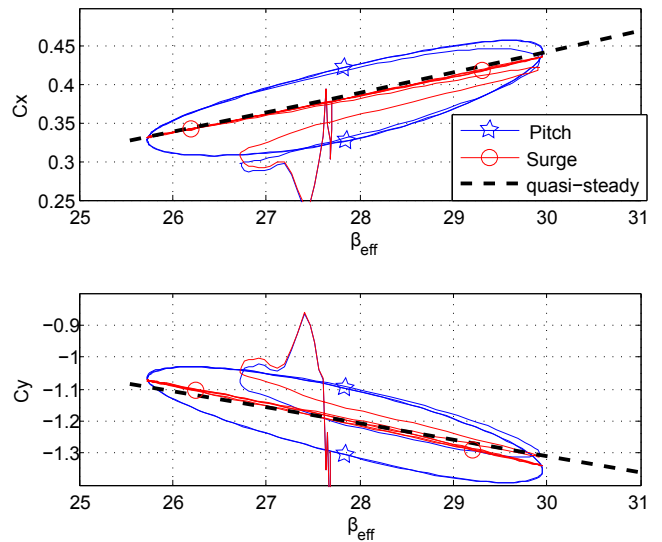 0.45
0.4
0.35
0.3
0.25
Cx
Pitch
Surge
quasi−steady
25 26 27 28 29 30 31
βeff
−0.9
−1
−1.1
−1.2
−1.3
Cy
25 26 27 28 29 30 31
βeff